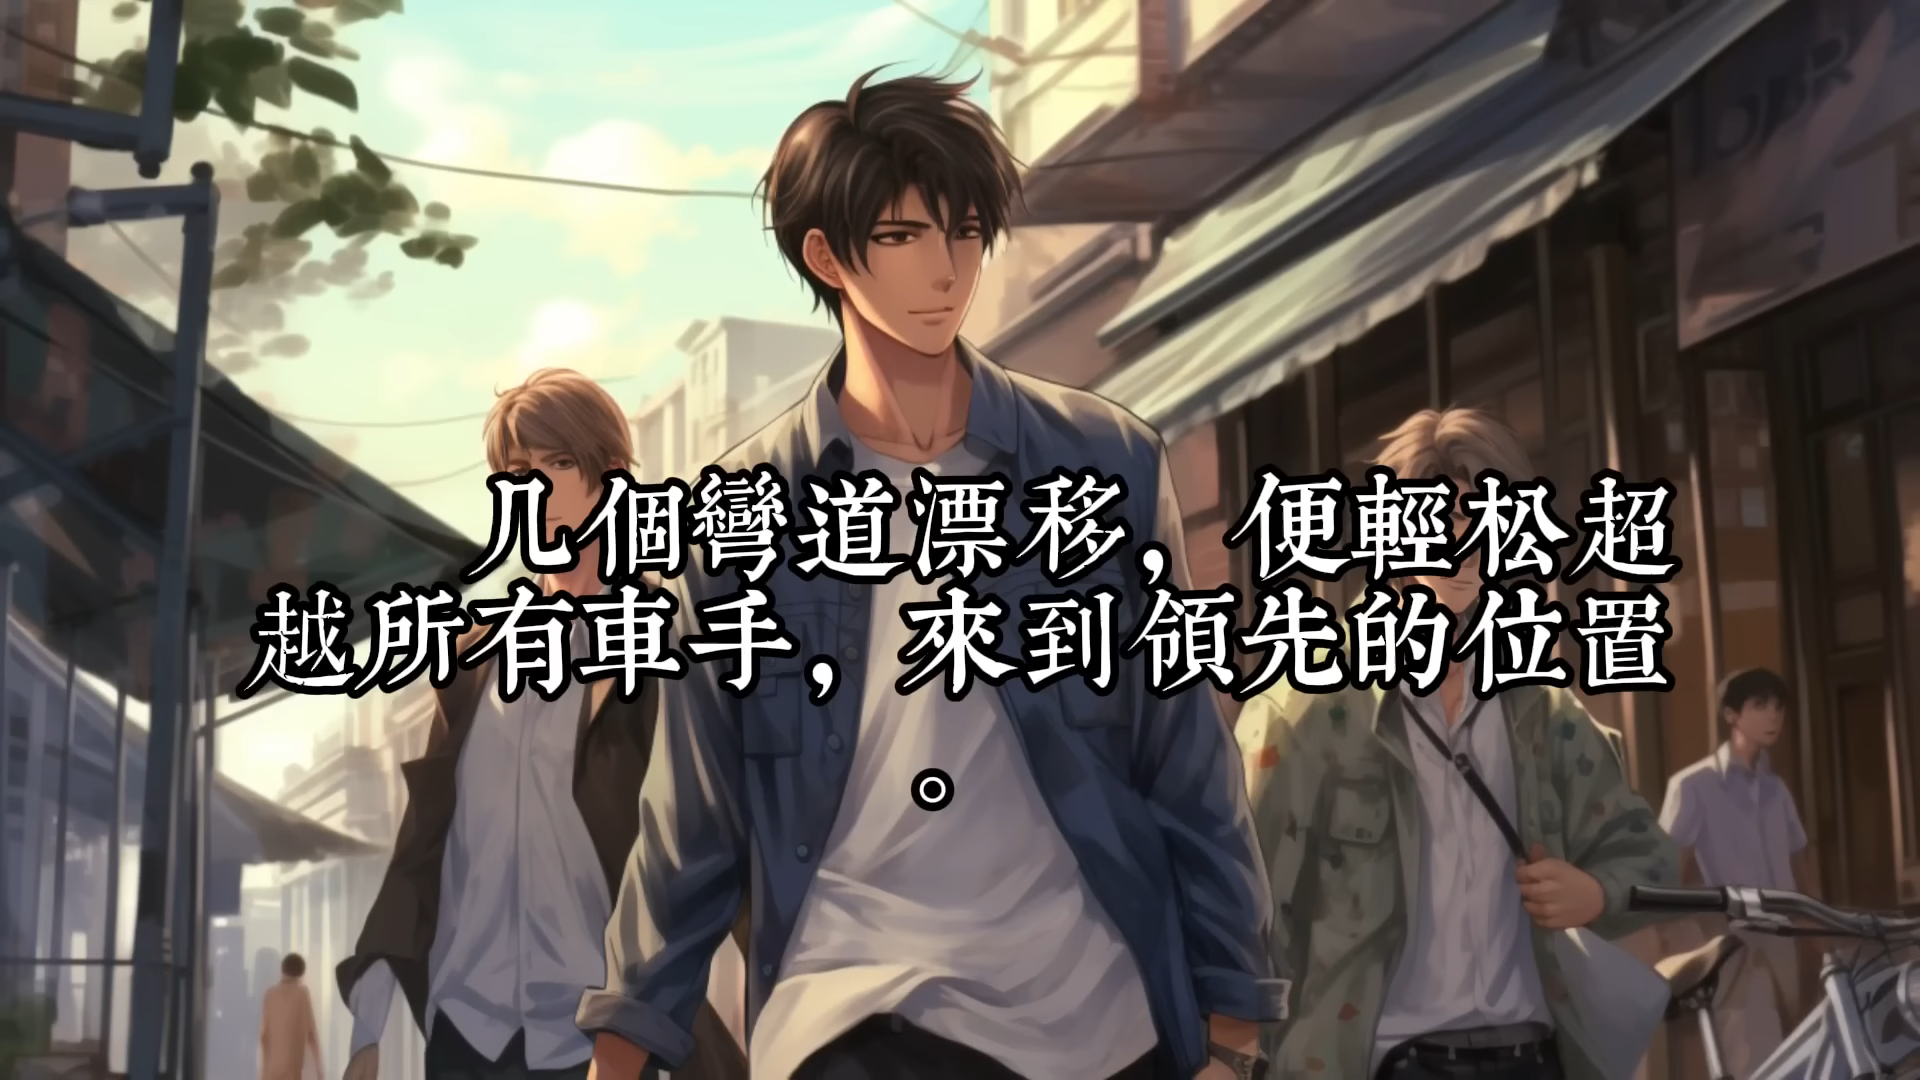 几個彎道漂移，便輕松超
越所有車手，來到領先的位置
。